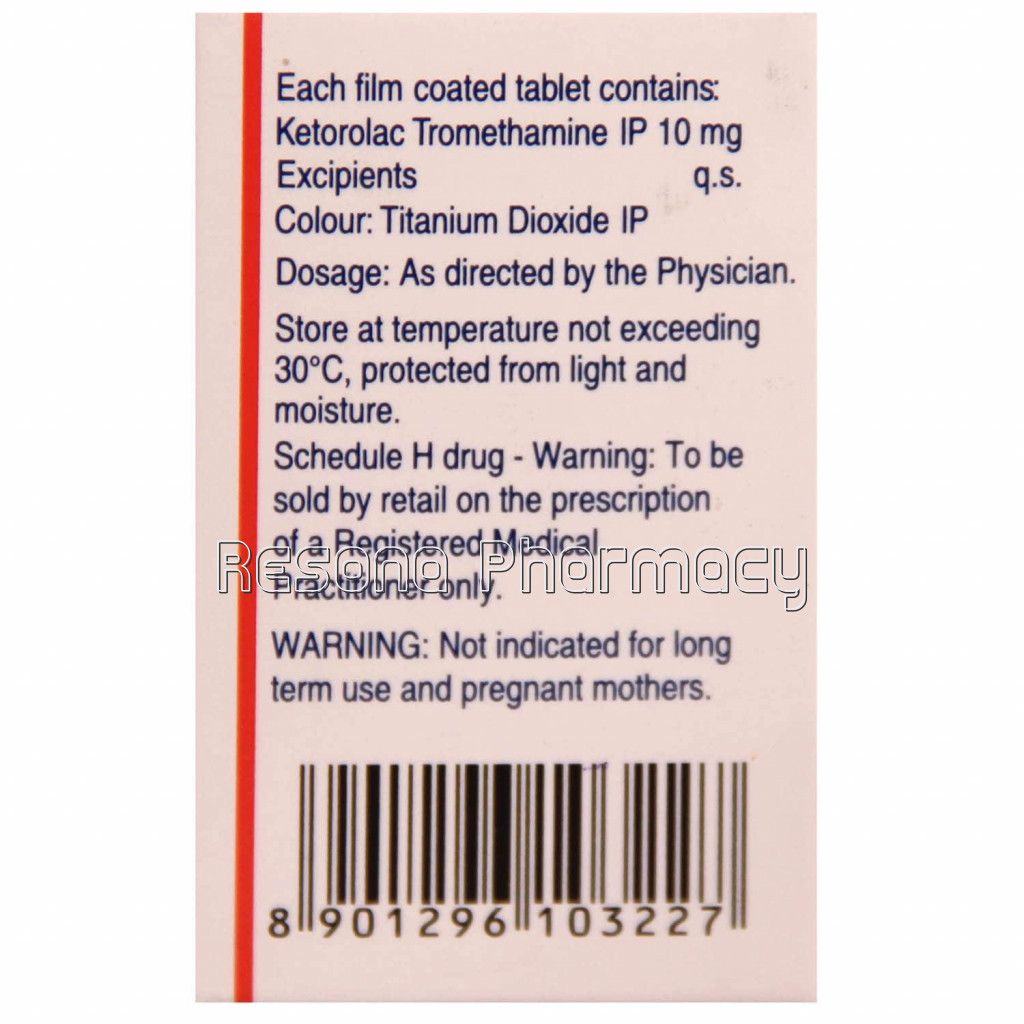 Each film coated tablet contains:
Ketorolac Tromethamine IP 10 mg
Excipients q.s.
Colour: Titanium Dioxide IP
Dosage: As directed by the Physician.
Store at temperature not exceeding
30°C, protected from light and
moisture.
Schedule H drug - Warning: To be
sold by retail on the prescription
of a Registered Medical
Resona Pharmacy
Practitioner only.
WARNING: Not indicated for long
term use and pregnant mothers.
8 901296 103227